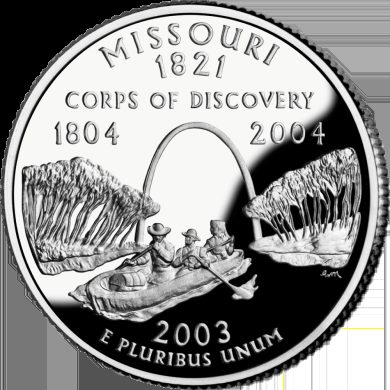 MISSOURI
1821
CORPS OF DISCOVERY
1804 2004
2003
E PLURIBUS UNUM